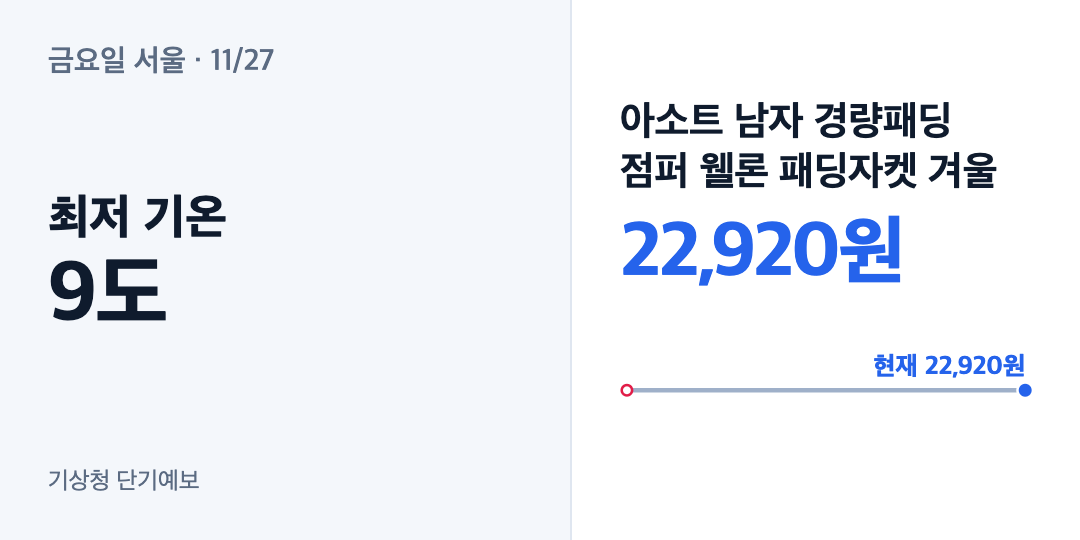 금요일 서울 · 11/27
최저 기온
9도
기상청 단기예보
아소트 남자 경량패딩
점퍼 웰론 패딩자켓 겨울
22,920원
현재 22,920원